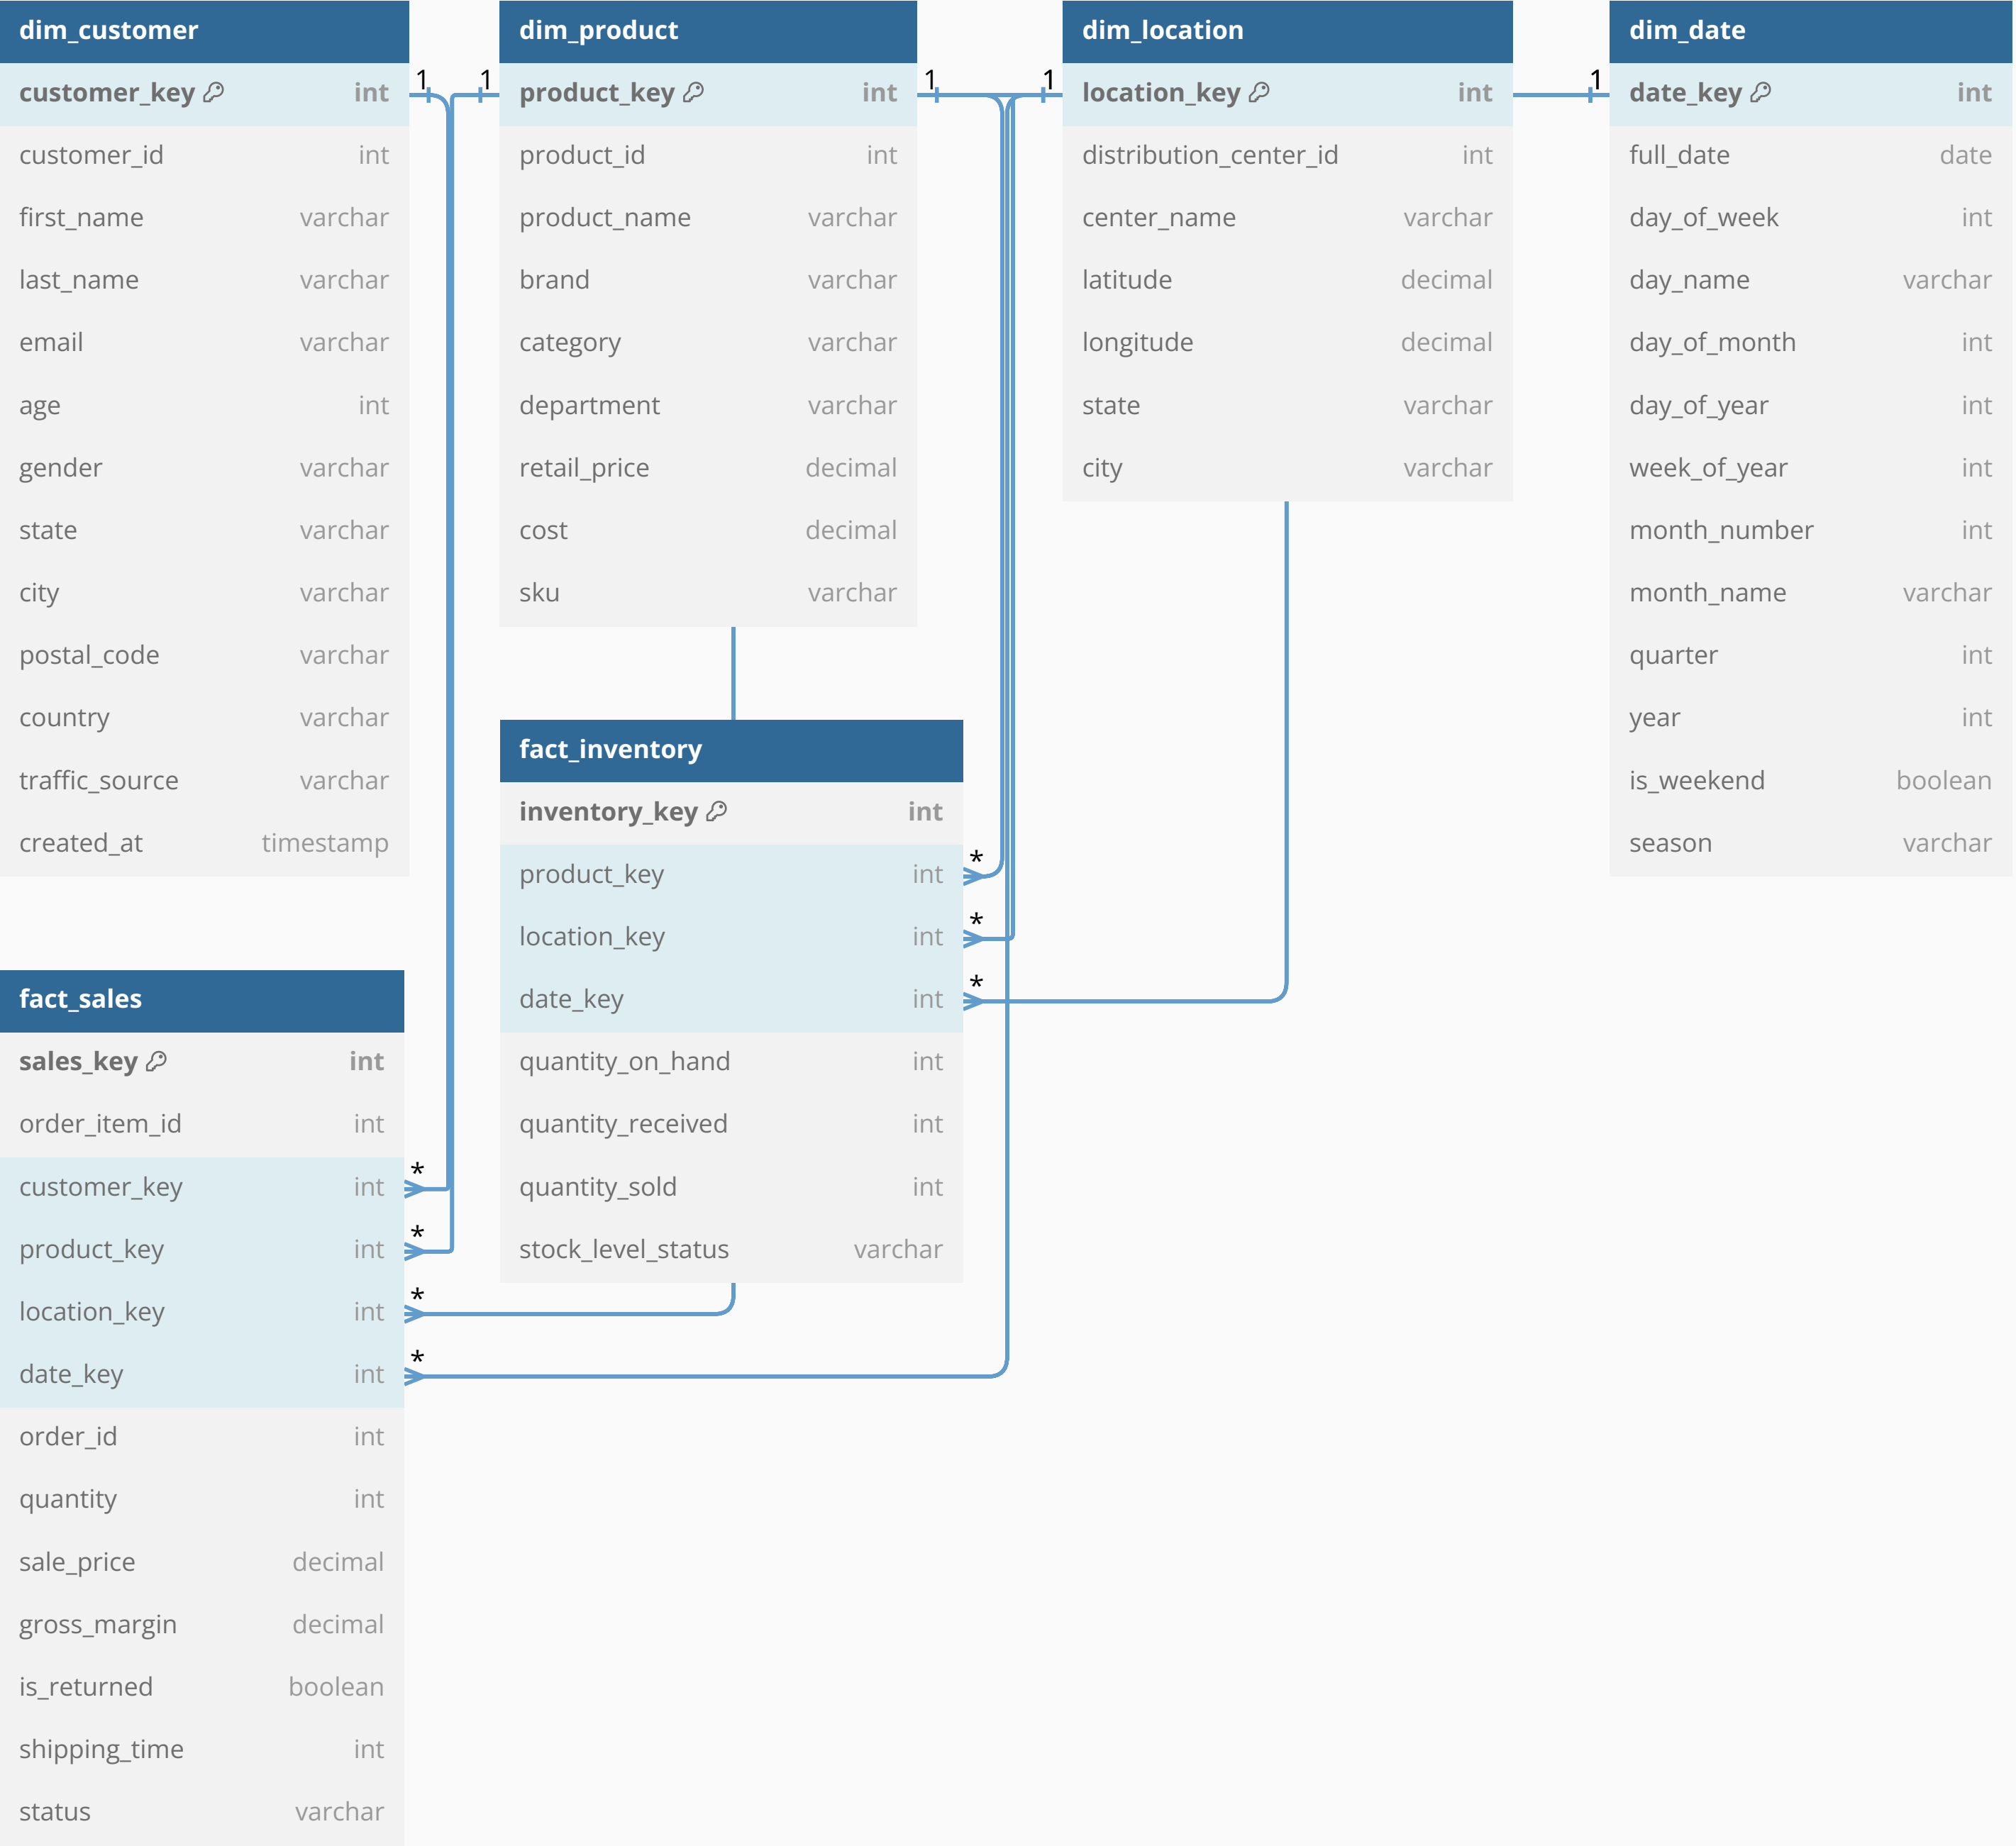 dim_customer
customer_key int
customer_id int
first_name varchar
last_name varchar
email varchar
age int
gender varchar
state varchar
city varchar
postal_code varchar
country varchar
traffic_source varchar
created_at timestamp
1
1
dim_product
product_key int
product_id int
product_name varchar
brand varchar
category varchar
department varchar
retail_price decimal
cost decimal
sku varchar
1
1
dim_location
location_key int
distribution_center_id int
center_name varchar
latitude decimal
longitude decimal
state varchar
city varchar
1
dim_date
date_key int
full_date date
day_of_week int
day_name varchar
day_of_month int
day_of_year int
week_of_year int
month_number int
month_name varchar
quarter int
year int
is_weekend boolean
season varchar
fact_inventory
inventory_key int
product_key int *
location_key int *
date_key int *
quantity_on_hand int
quantity_received int
quantity_sold int
stock_level_status varchar
fact_sales
sales_key int
order_item_id int
customer_key int *
product_key int *
location_key int *
date_key int *
order_id int
quantity int
sale_price decimal
gross_margin decimal
is_returned boolean
shipping_time int
status varchar